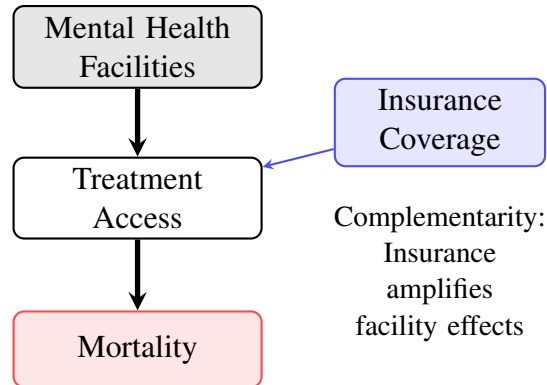 Mental Health
Facilities
Insurance
Coverage
Treatment
Access
Complementarity:
Insurance
amplifies
facility effects
Mortality